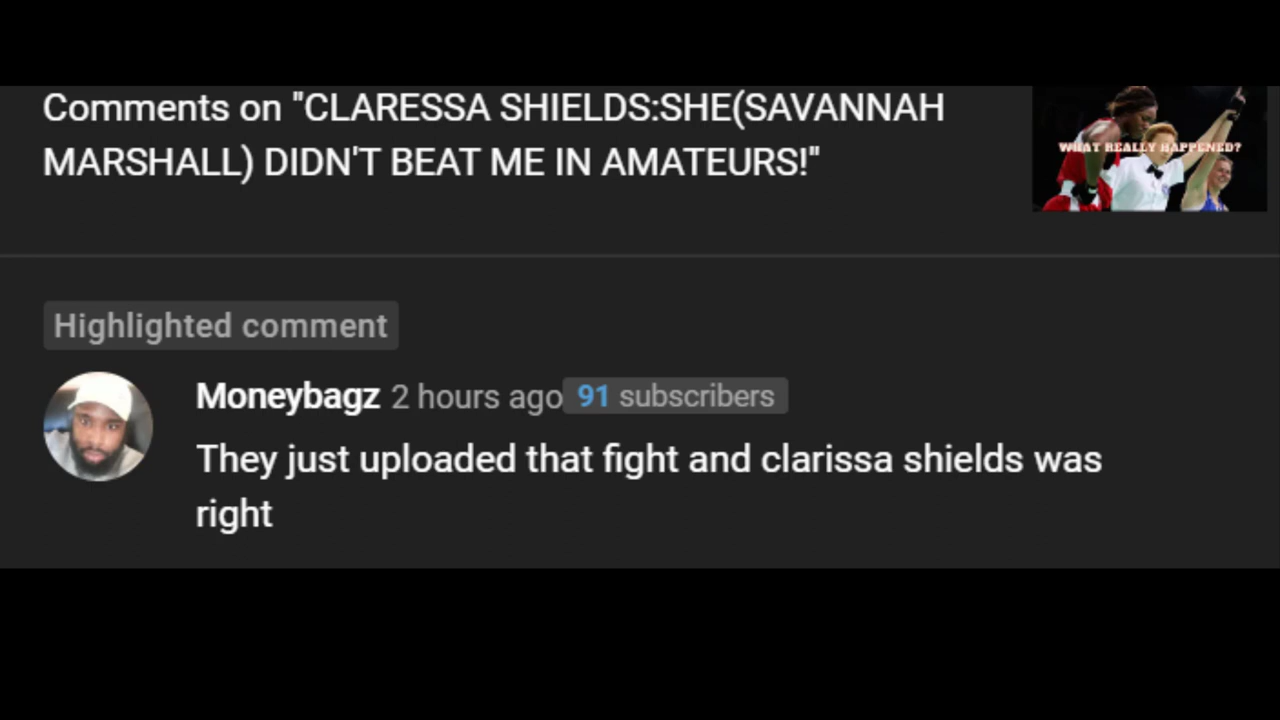 Comments on "CLARESSA SHIELDS:SHE(SAVANNAH
MARSHALL) DIDN'T BEAT ME IN AMATEURS!"
WHAT REALLY HAPPENED?
Highlighted comment
Moneybagz 2 hours ago 91 subscribers
They just uploaded that fight and clarissa shields was
right